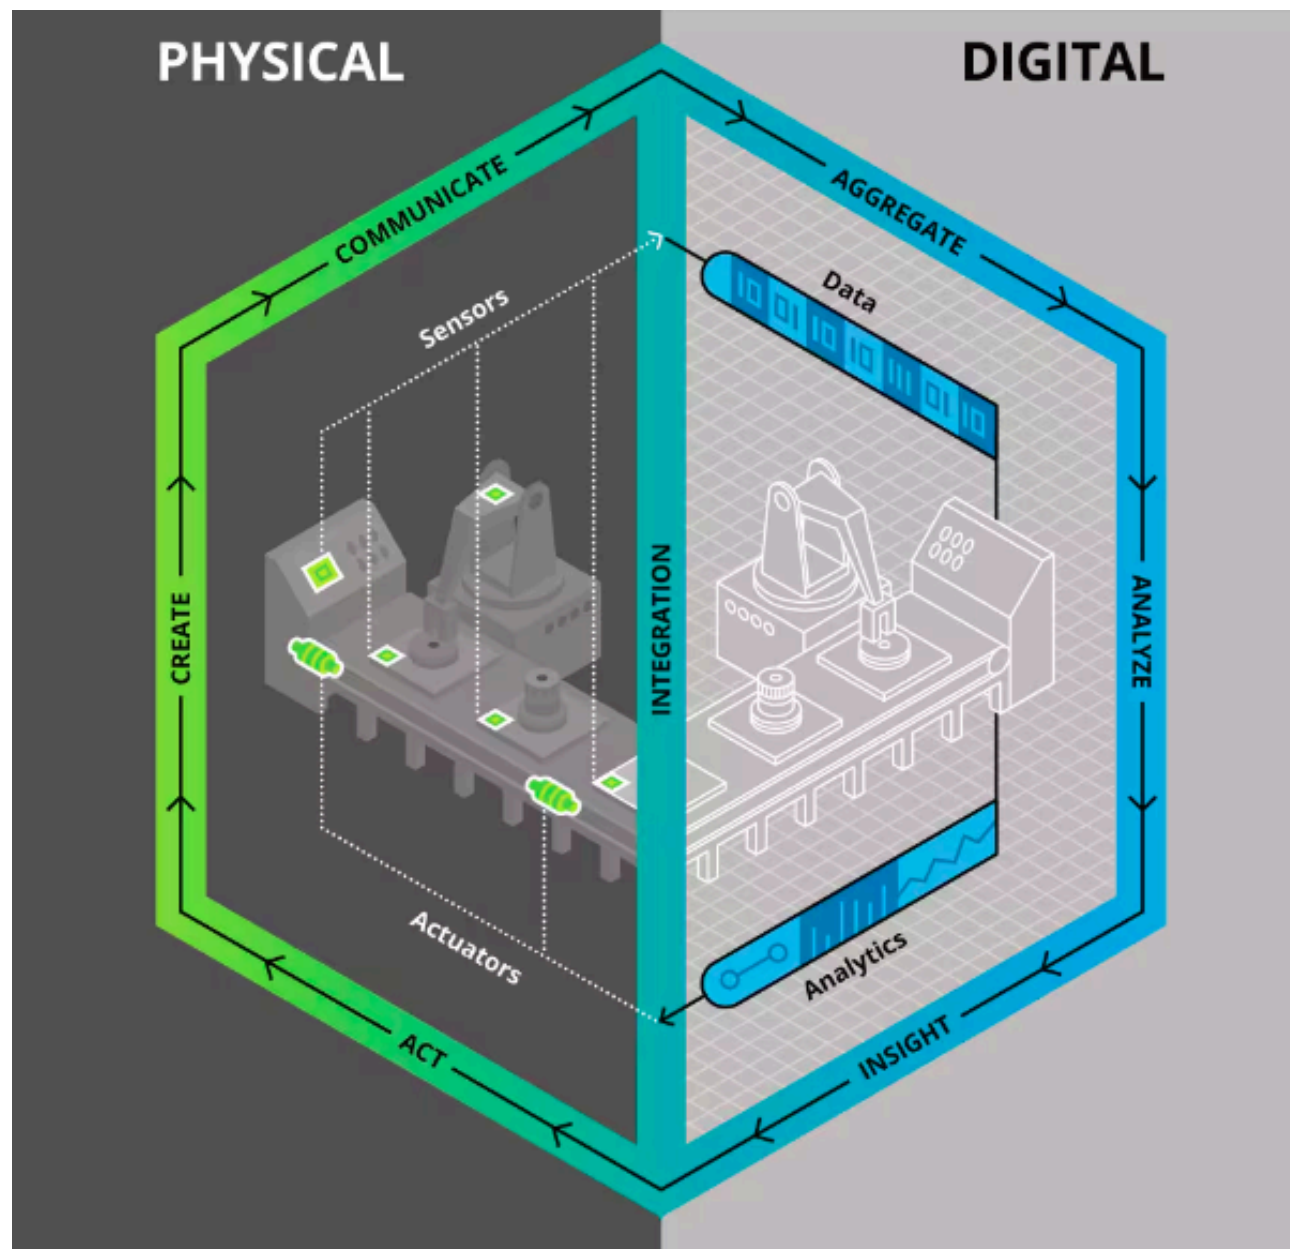 PHYSICAL
DIGITAL
COMMUNICATE
AGGREGATE
Sensors
Data
10 01 10 10 111 01 10
CREATE
INTEGRATION
ANALYZE
Actuators
Analytics
ACT
INSIGHT